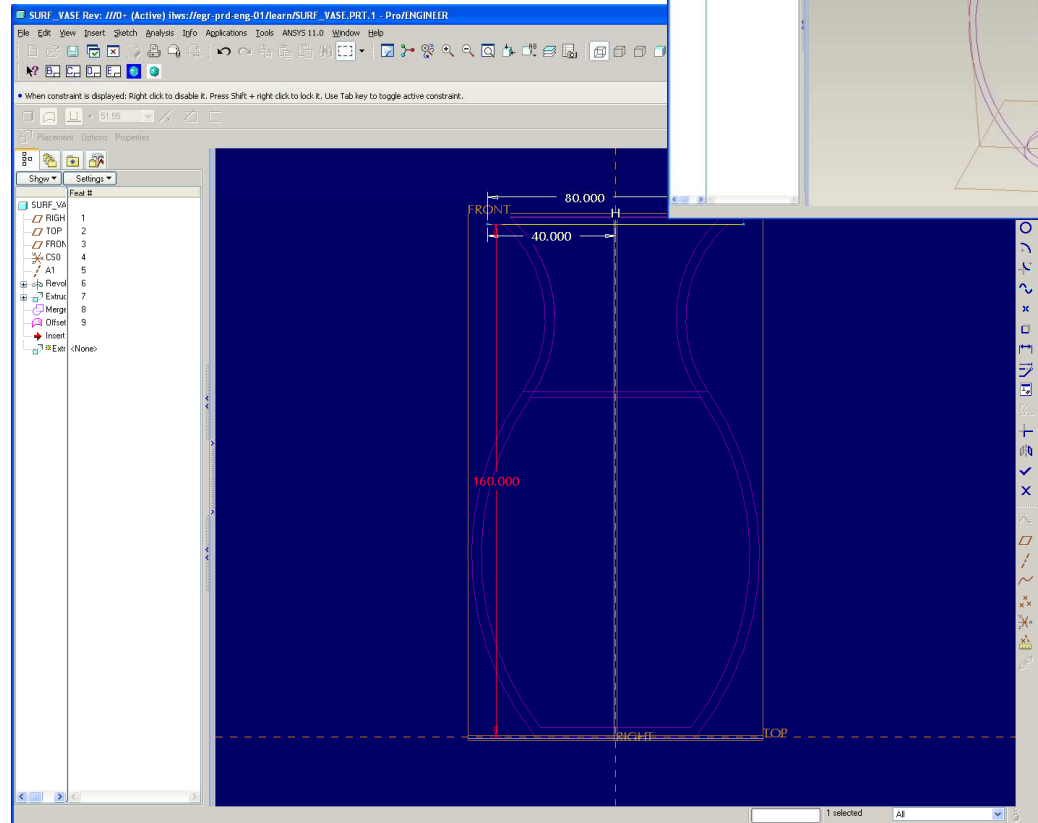 SURF_VASE Rev: ///0+ (Active) ilws://egr-prd-eng-01/learn/SURF_VASE.PRT.1 - Pro/ENGINEER
File Edit View Insert Sketch Analysis Info Applications Tools ANSYS 11.0 Window Help
• When constraint is displayed: Right click to disable it. Press Shift + right click to lock it. Use Tab key to toggle active constraint.
51.55
Placement Options Properties
Show Settings
Feat #
SURF_VA
RIGH 1
TOP 2
FRON 3
CS0 4
A1 5
Revol 6
Extruc 7
Merge 8
Offset 9
Insert
Extr <None>
80.000
FRONT
H
40.000
160.000
RIGHT
TOP
1 selected
All